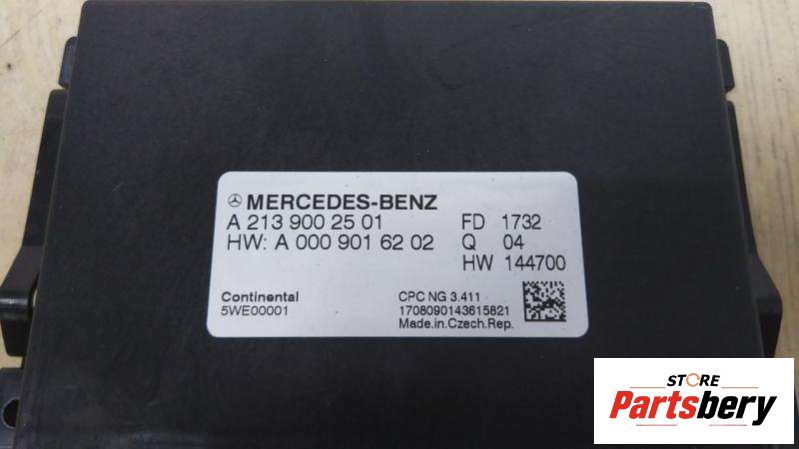 MERCEDES-BENZ
A 213 900 25 01 FD 1732
HW: A 000 901 62 02 Q 04
HW 144700
Continental CPC NG 3.411
5WE00001 1708090143615821
Made.in.Czech.Rep.
STORE
Partsbery